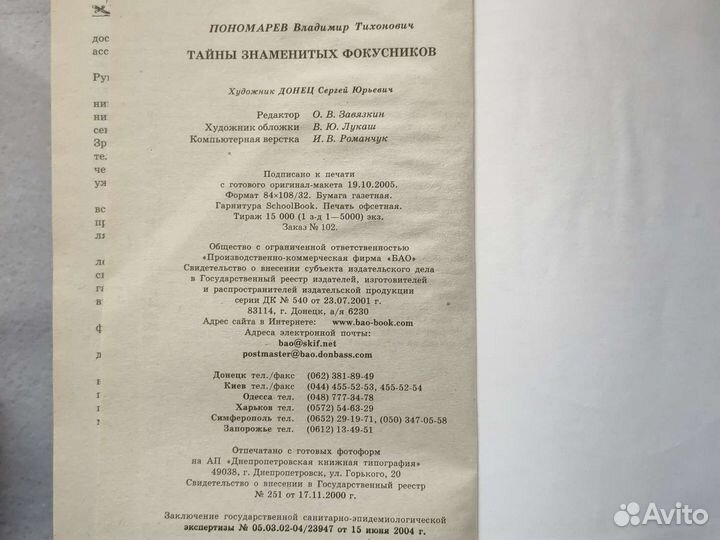 ПОНОМАРЕВ Владимир Тихонович
ТАЙНЫ ЗНАМЕНИТЫХ ФОКУСНИКОВ
Художник ДОНЕЦ Сергей Юрьевич
Редактор О. В. Завязкин
Художник обложки В. Ю. Лукаш
Компьютерная верстка И. В. Романчук
Подписано к печати
с готового оригинал-макета 19.10.2005.
Формат 84×108/32. Бумага газетная.
Гарнитура SchoolBook. Печать офсетная.
Тираж 15 000 (1 з-д 1—5000) экз.
Заказ № 102.
Общество с ограниченной ответственностью
«Производственно-коммерческая фирма “БАО”
Свидетельство о внесении субъекта издательского дела
в Государственный реестр издателей, изготовителей
и распространителей издательской продукции
серии ДК № 540 от 23.07.2001 г.
83114, г. Донецк, а/я 6230
Адрес сайта в Интернете: www.bao-book.com
Адреса электронной почты:
bao@skif.net
postmaster@bao.donbass.com
Донецк тел./факс (062) 381-89-49
Киев тел./факс (044) 455-52-53, 455-52-54
Одесса тел. (048) 777-34-78
Харьков тел. (0572) 54-63-29
Симферополь тел. (0652) 29-19-71, (050) 347-05-58
Запорожье тел. (0612) 13-49-51
Отпечатано с готовых фотоформ
на АП «Днепропетровская книжная типография»
49038, г. Днепропетровск, ул. Горького, 20
Свидетельство о внесении в Государственный реестр
№ 251 от 17.11.2000 г.
Заключение государственной санитарно-эпидемиологической
экспертизы № 05.03.02-04/23947 от 15 июня 2004 г.
Avito